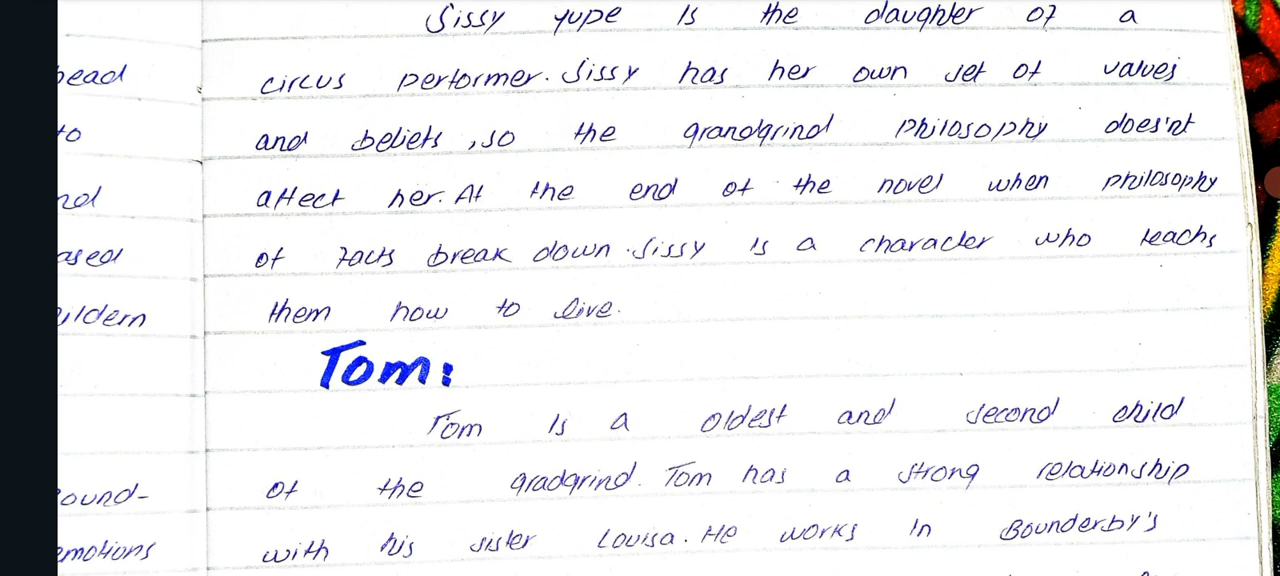 Sissy Yupe is the daughter of a
circus performer. Sissy has her own set of values
and beliefs, so the grandgrind Philosophy does'nt
affect her. At the end of the novel when philosophy
of facts break down. Sissy is a character who teachs
them how to live.
Tom:
Tom is a oldest and second child
of the gradgrind. Tom has a strong relationship
with his sister Louisa. He works in Bounderby's
to
ildern
ound-
emotions